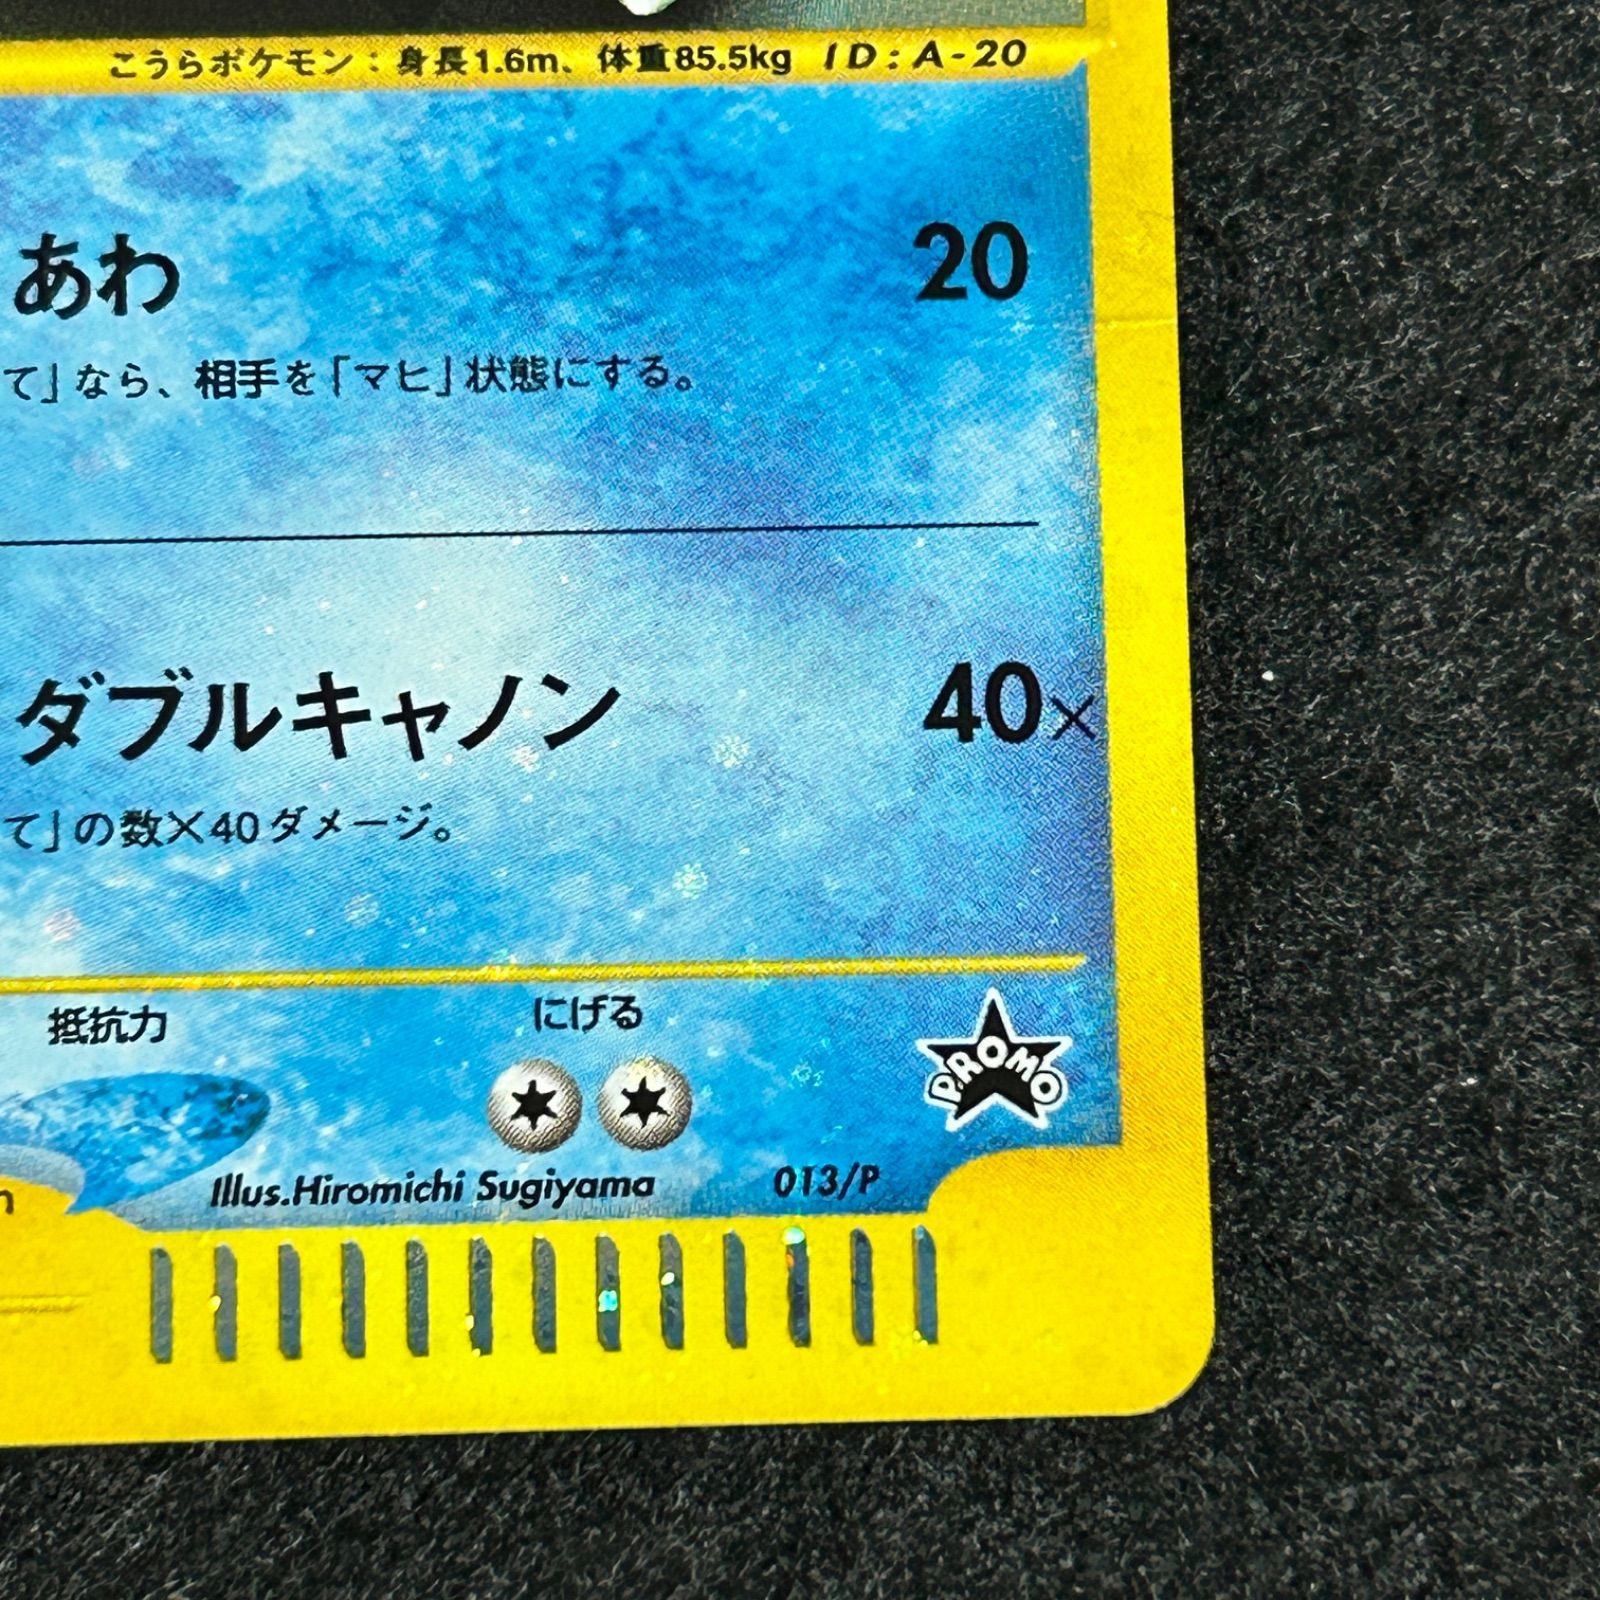 こうらポケモン：身長1.6m、体重85.5kg ID:A-20
あわ 20
て」なら、相手を「マヒ」状態にする。
ダブルキャノン 40×
て」の数×40ダメージ。
抵抗力 にげる
PROMO
Illus.Hiromichi Sugiyama 013/P